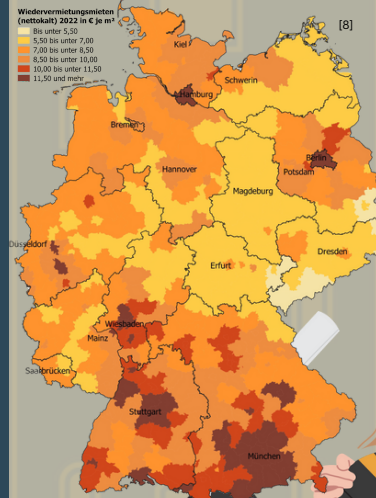 Wiedervermietungsmieten
(nettokalt) 2022 in € je m²
Bis unter 5,50
5,50 bis unter 7,00
7,00 bis unter 8,50
8,50 bis unter 10,00
10,00 bis unter 11,50
11,50 und mehr
[8]
Kiel
Schwerin
Hamburg
Bremen
Berlin
Potsdam
Hannover
Magdeburg
Düsseldorf
Dresden
Erfurt
Wiesbaden
Mainz
Saarbrücken
Stuttgart
München